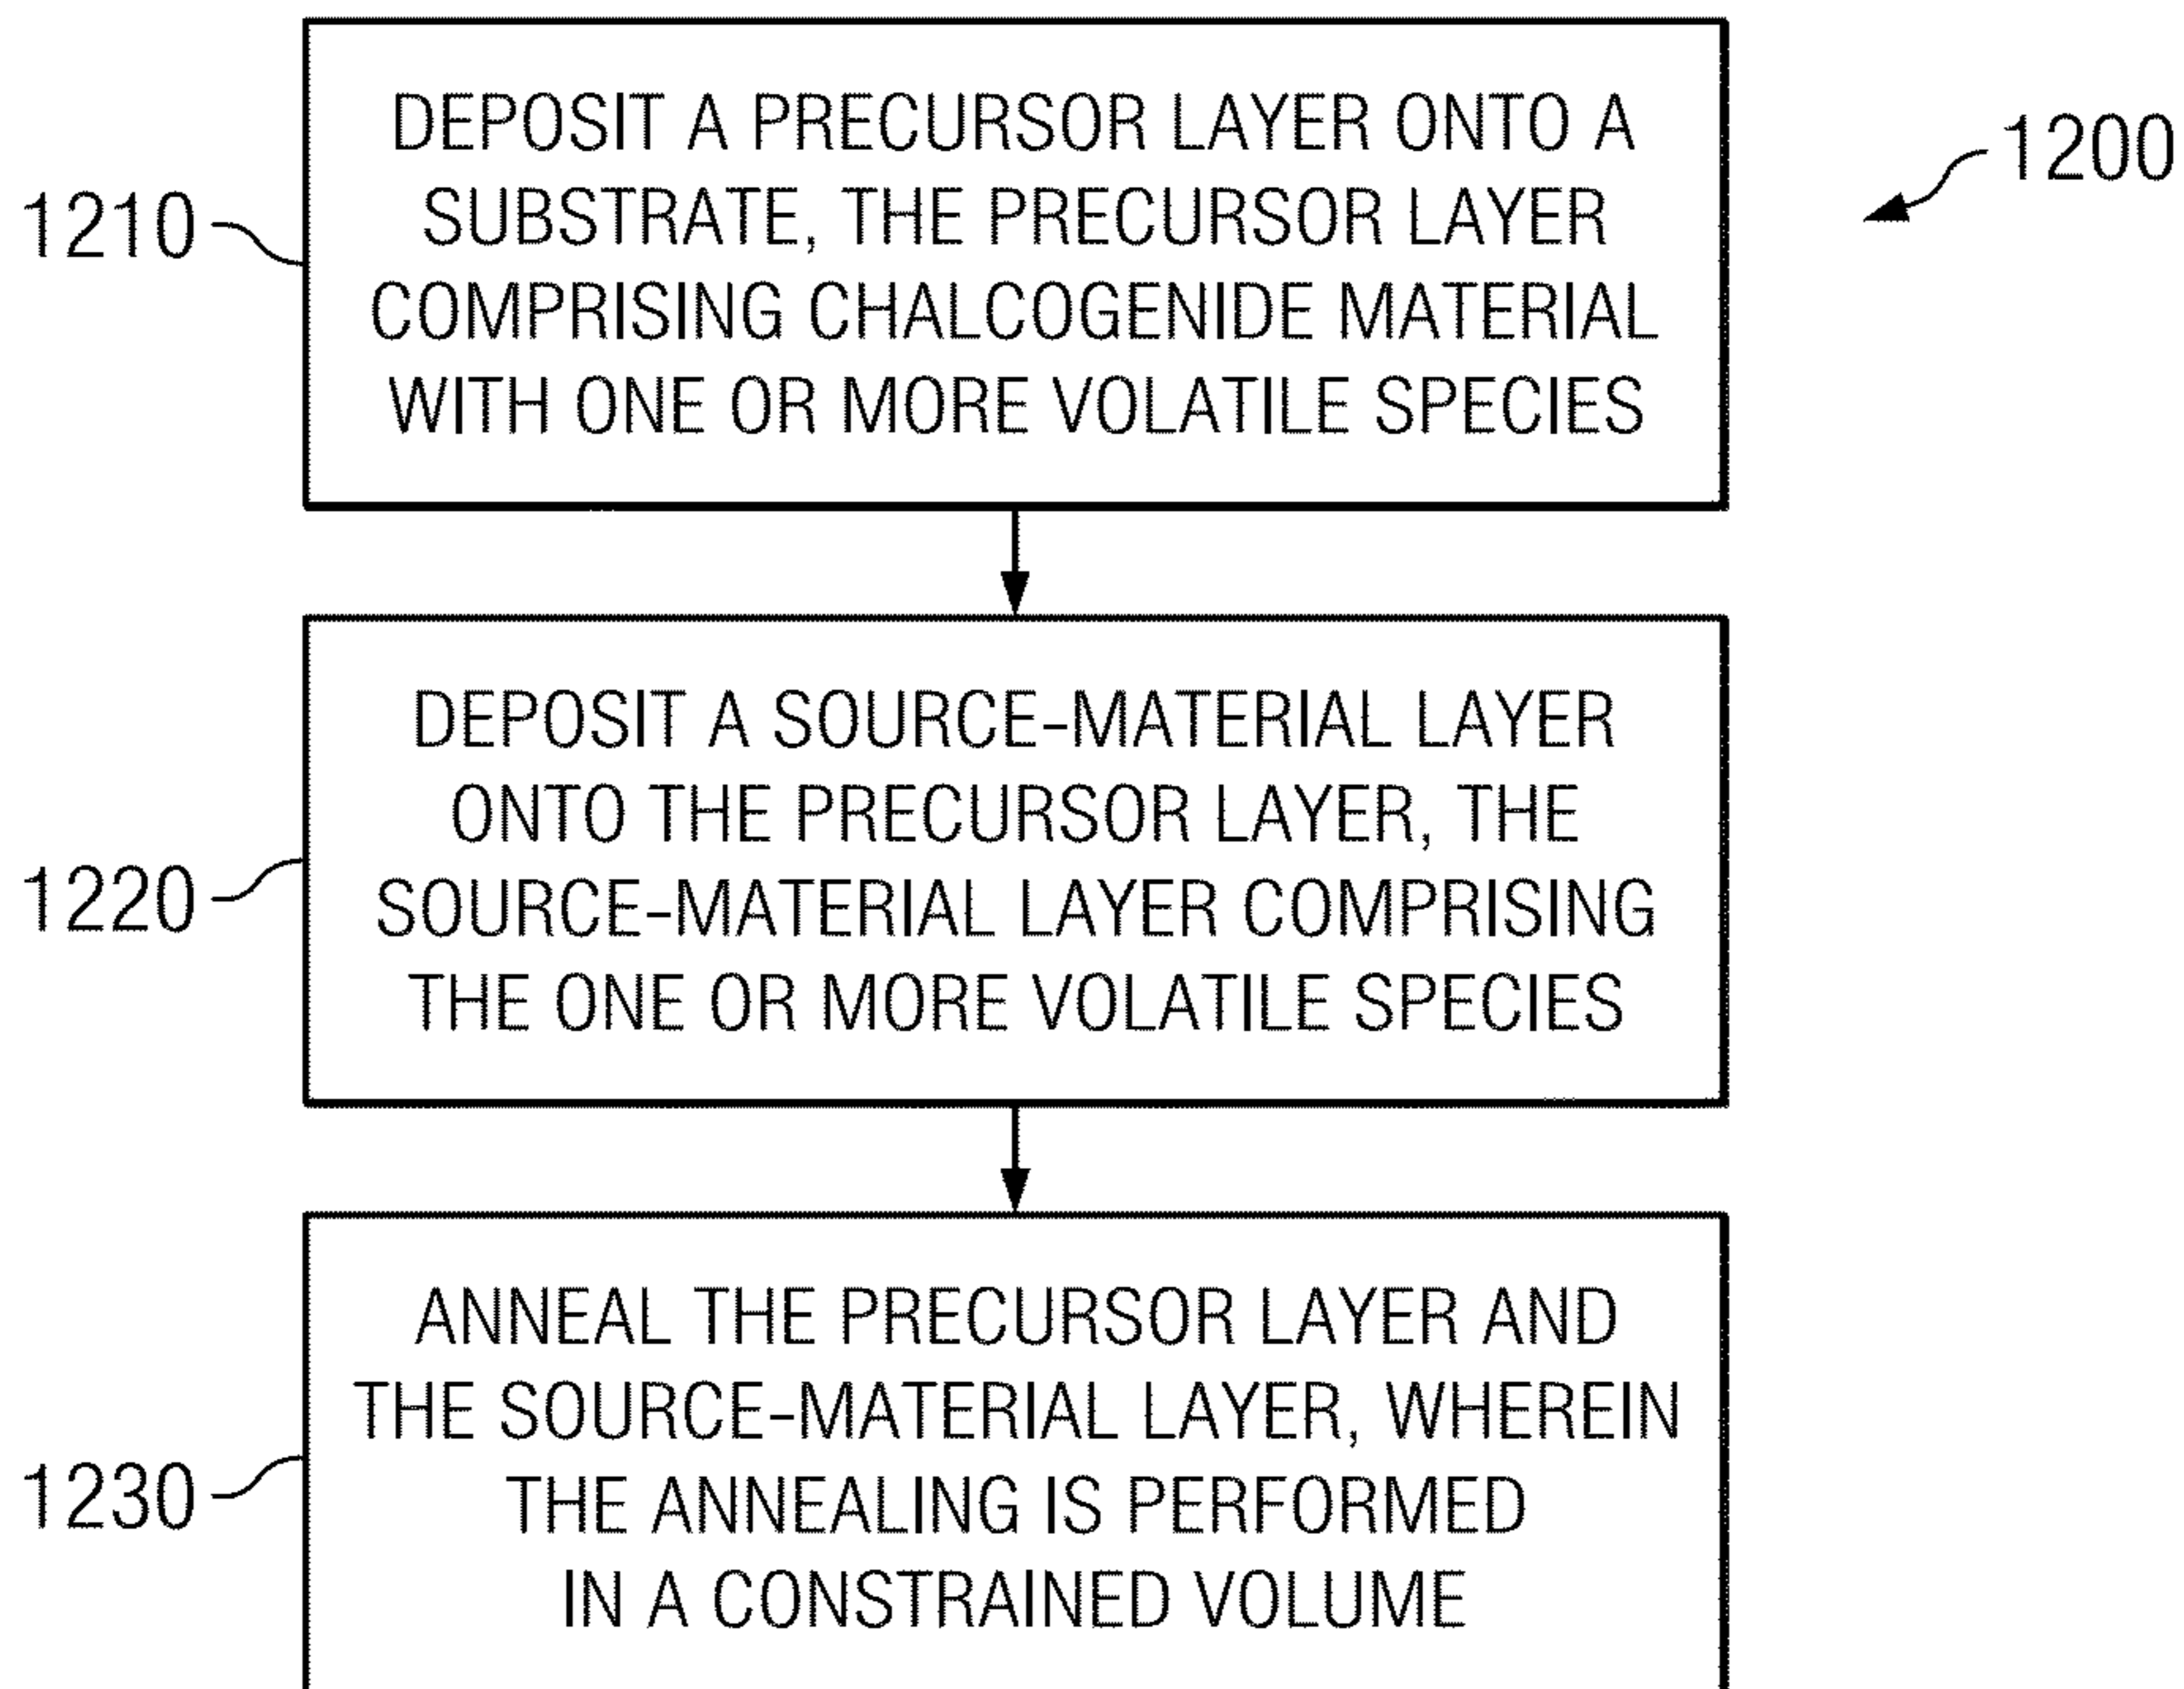 1200
1210
DEPOSIT A PRECURSOR LAYER ONTO A
SUBSTRATE, THE PRECURSOR LAYER
COMPRISING CHALCOGENIDE MATERIAL
WITH ONE OR MORE VOLATILE SPECIES
1220
DEPOSIT A SOURCE-MATERIAL LAYER
ONTO THE PRECURSOR LAYER, THE
SOURCE-MATERIAL LAYER COMPRISING
THE ONE OR MORE VOLATILE SPECIES
1230
ANNEAL THE PRECURSOR LAYER AND
THE SOURCE-MATERIAL LAYER, WHEREIN
THE ANNEALING IS PERFORMED
IN A CONSTRAINED VOLUME